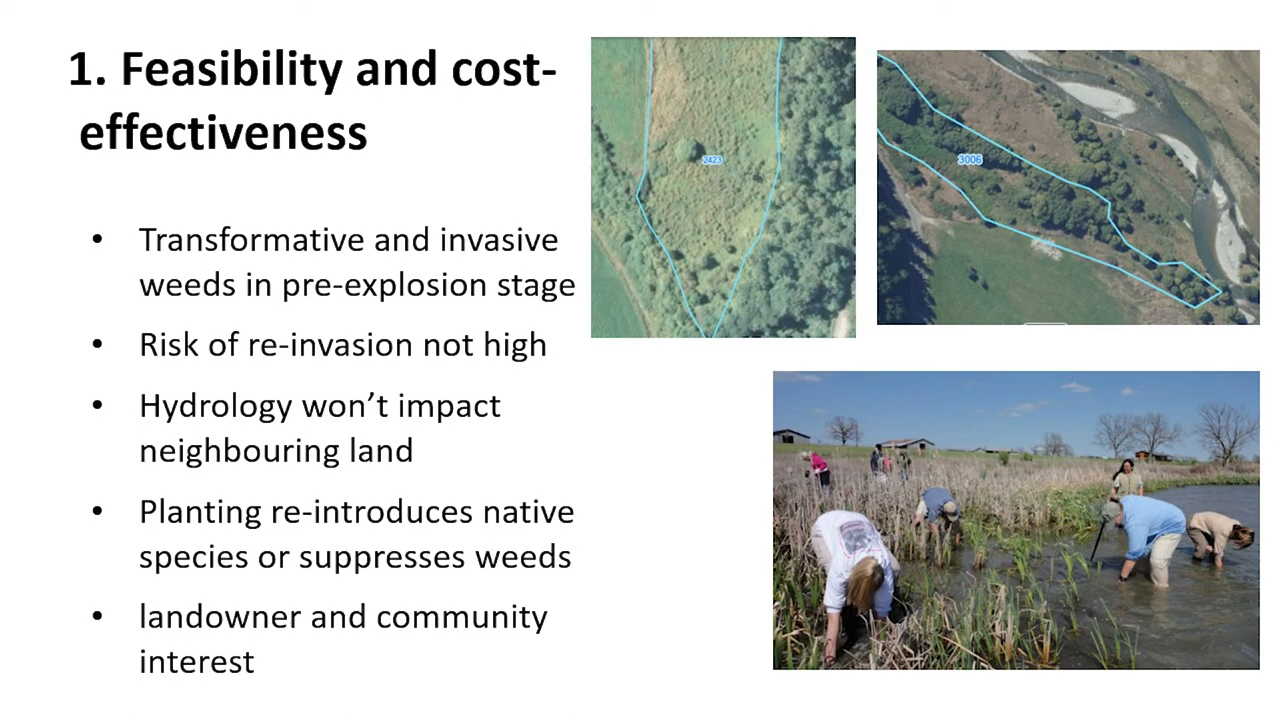 1. Feasibility and cost-
effectiveness
• Transformative and invasive
weeds in pre-explosion stage
• Risk of re-invasion not high
• Hydrology won’t impact
neighbouring land
• Planting re-introduces native
species or suppresses weeds
• landowner and community
interest
2423
3006